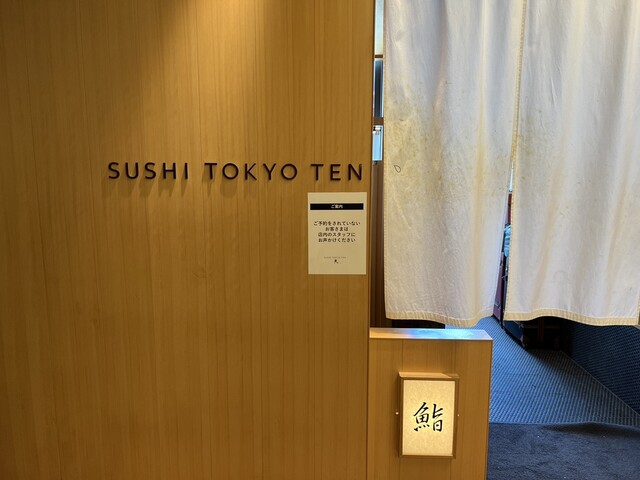 SUSHI TOKYO TEN
ご案内
ご予約をされていない
お客さまは
店内のスタッフに
お声かけください
鮨